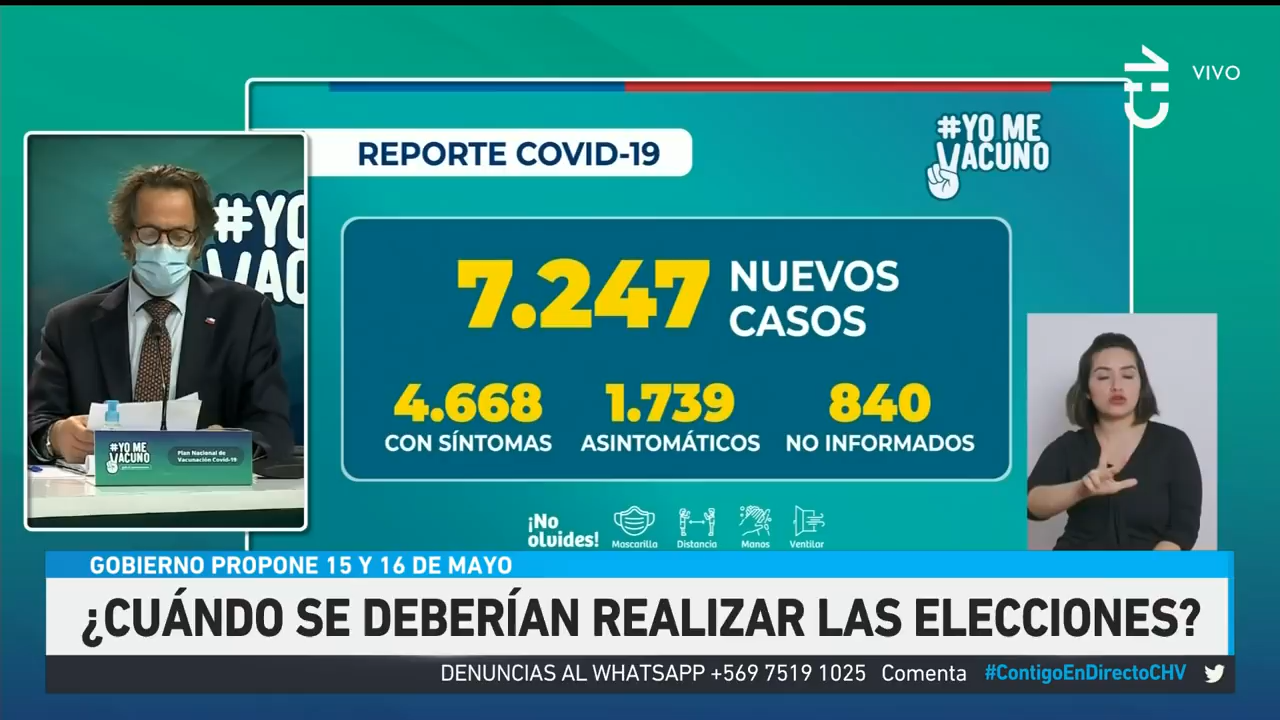 CHV
VIVO
#YO ME
VACUNO
REPORTE COVID-19
#YO
VACU
7.247 NUEVOS
CASOS
4.668
CON SÍNTOMAS
1.739
ASINTOMÁTICOS
840
NO INFORMADOS
#YO ME
VACUNO
Plan Nacional de
Vacunación Covid-19
¡No
olvides!
Mascarilla
Distancia
Manos
Ventilar
GOBIERNO PROPONE 15 Y 16 DE MAYO
¿CUÁNDO SE DEBERÍAN REALIZAR LAS ELECCIONES?
DENUNCIAS AL WHATSAPP +569 7519 1025 Comenta #ContigoEnDirectoCHV